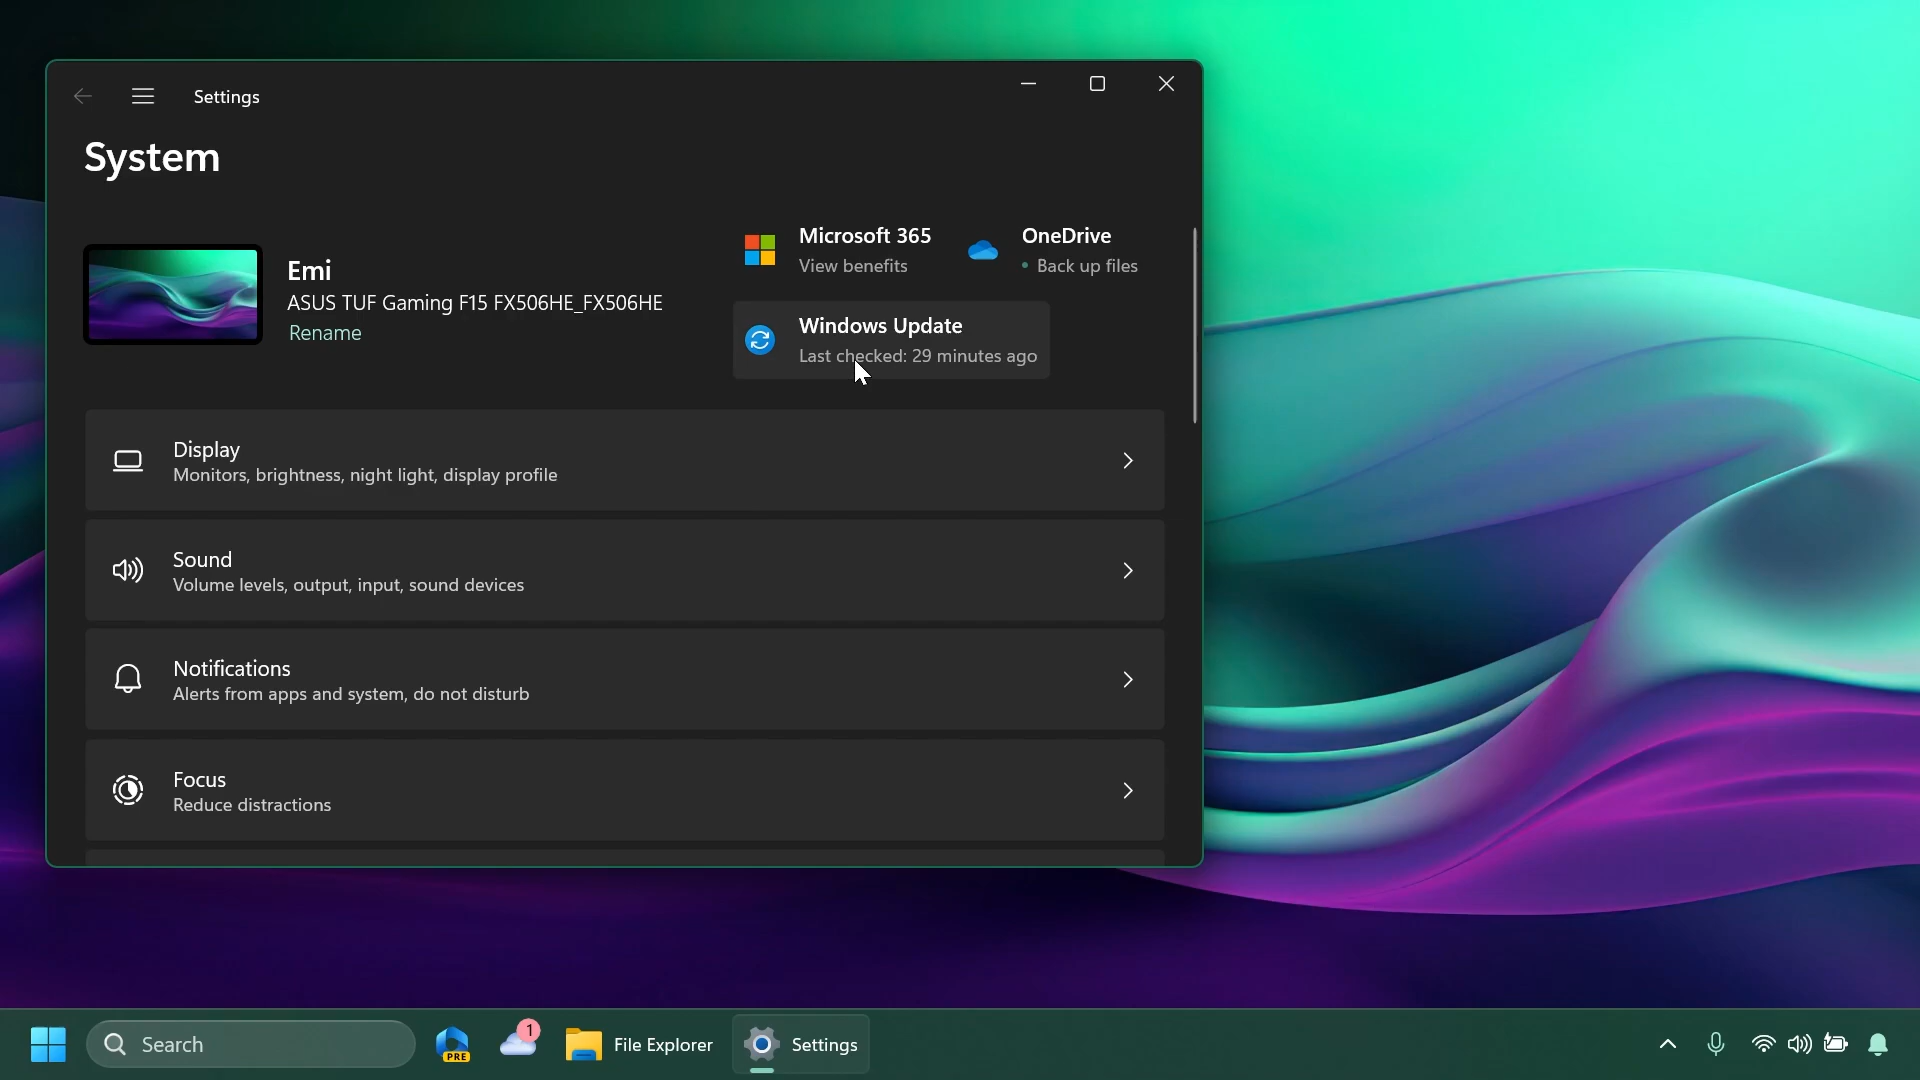 Settings
System
Emi
ASUS TUF Gaming F15 FX506HE_FX506HE
Rename
Microsoft 365
View benefits
OneDrive
• Back up files
Windows Update
Last checked: 29 minutes ago
Display
Monitors, brightness, night light, display profile
Sound
Volume levels, output, input, sound devices
Notifications
Alerts from apps and system, do not disturb
Focus
Reduce distractions
Search
PRE
1
File Explorer
Settings